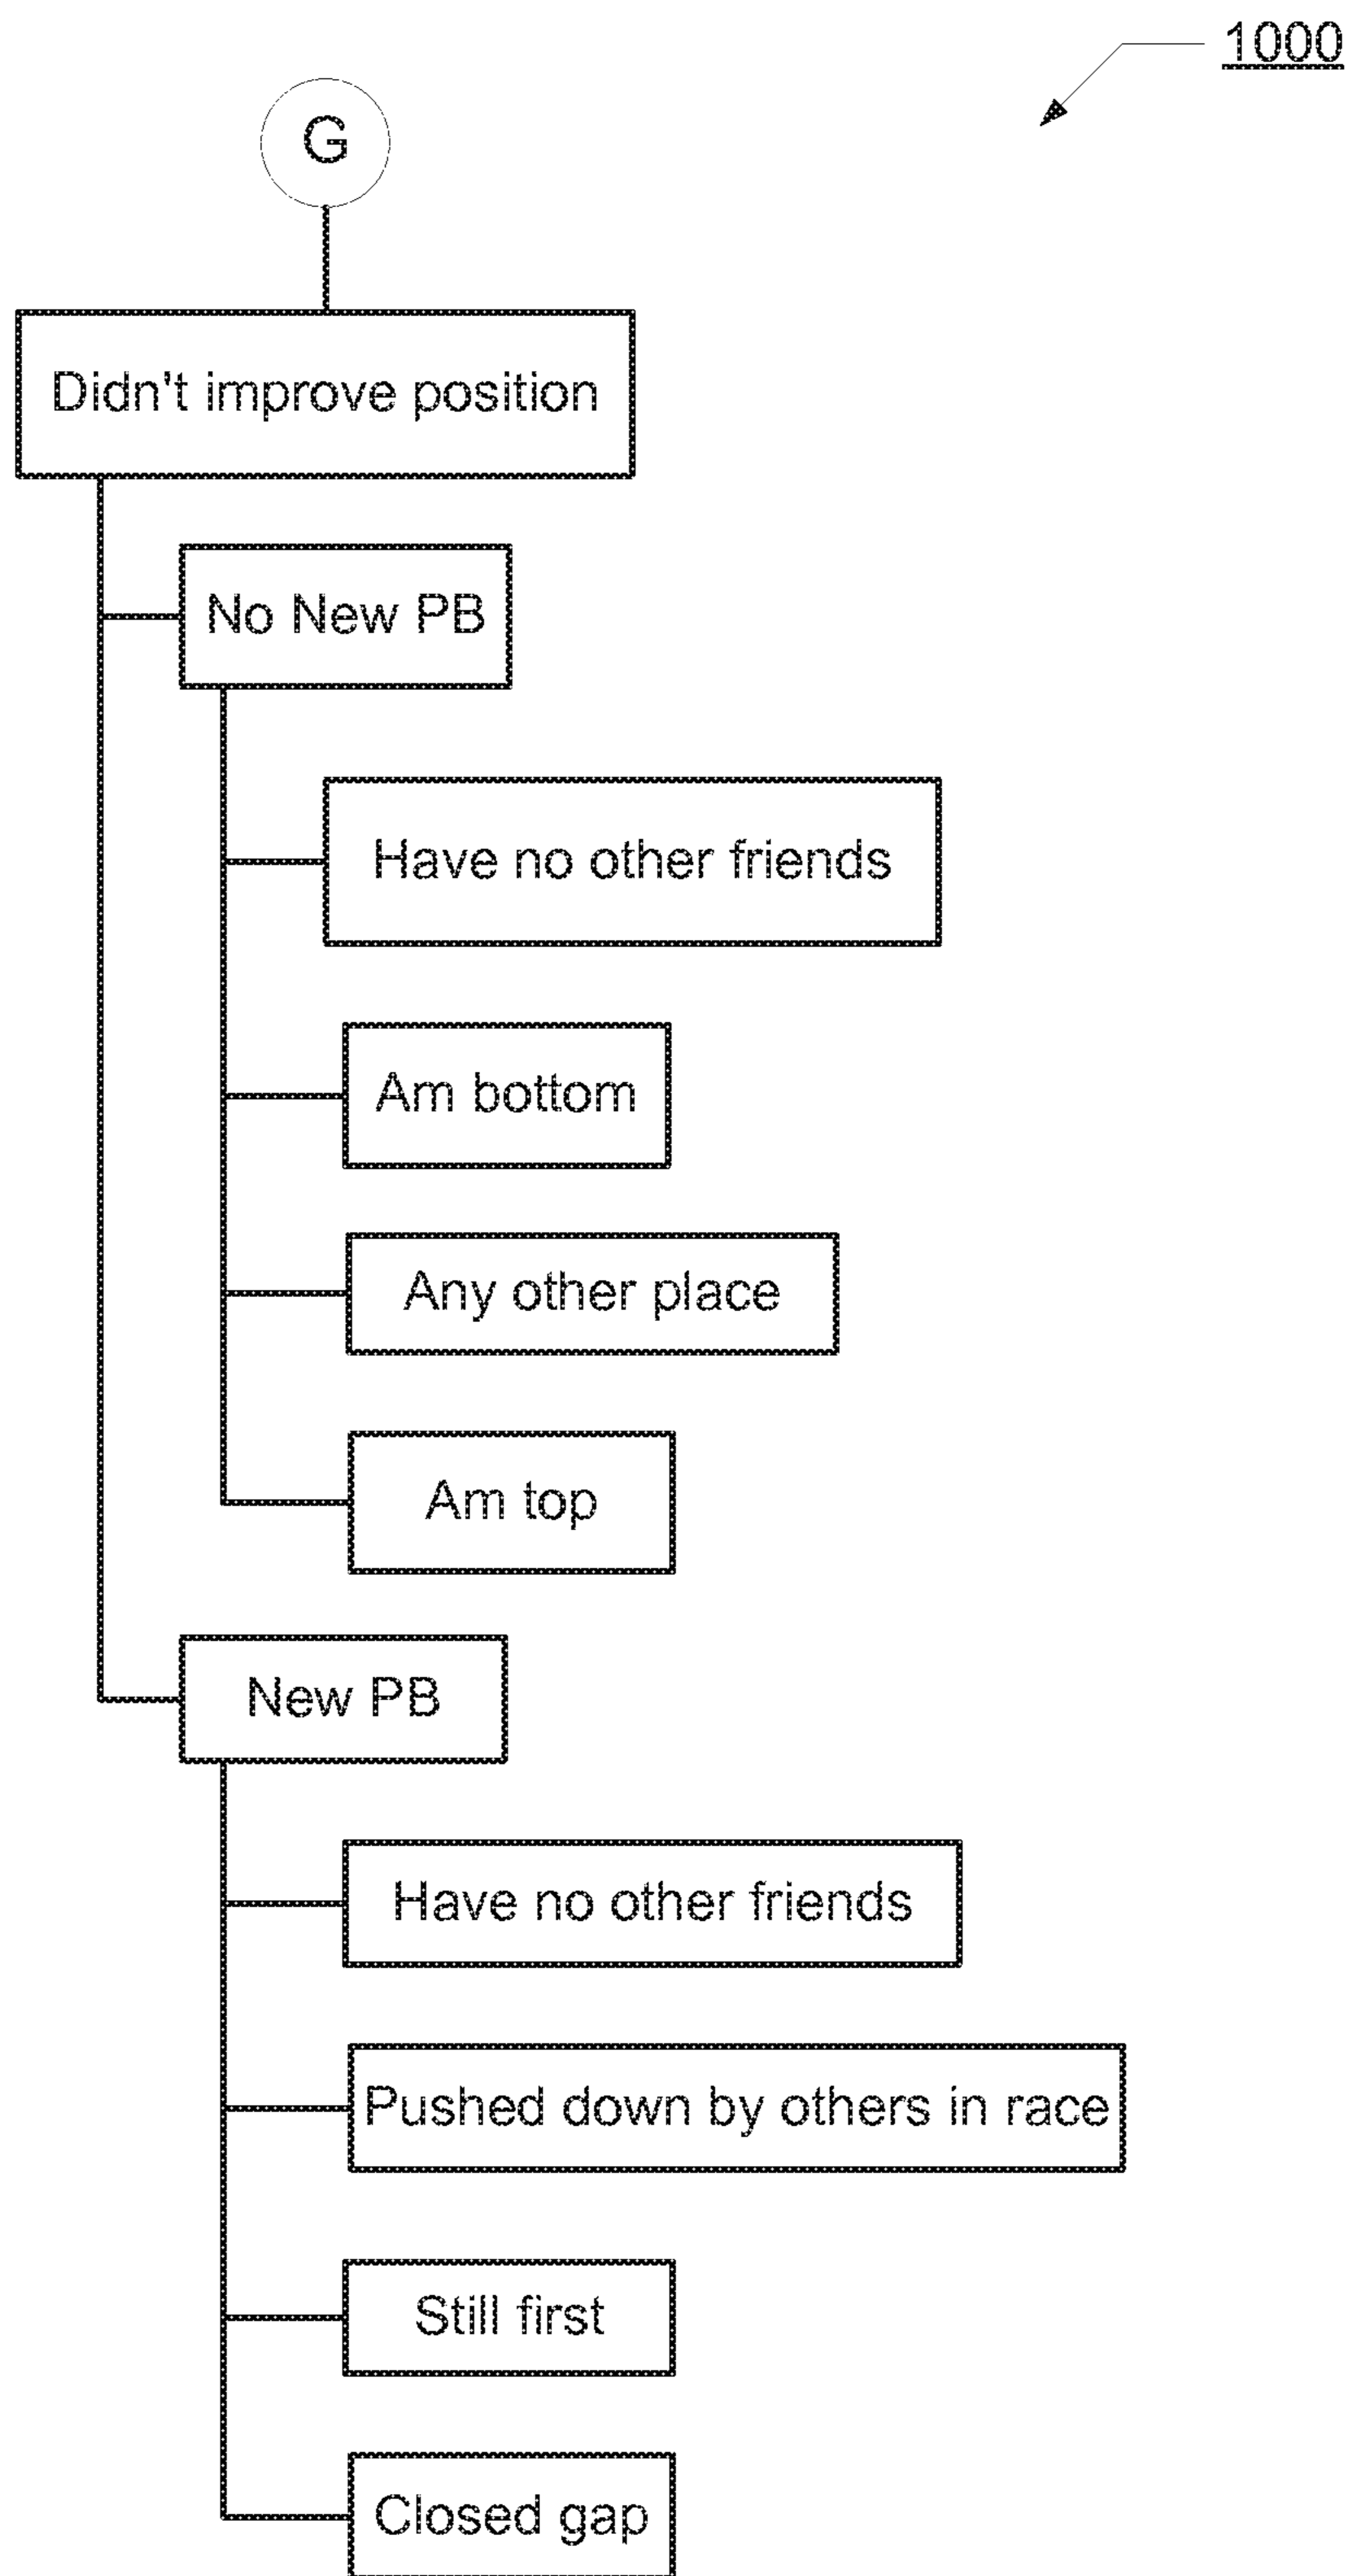 1000
G
Didn't improve position
No New PB
Have no other friends
Am bottom
Any other place
Am top
New PB
Have no other friends
Pushed down by others in race
Still first
Closed gap